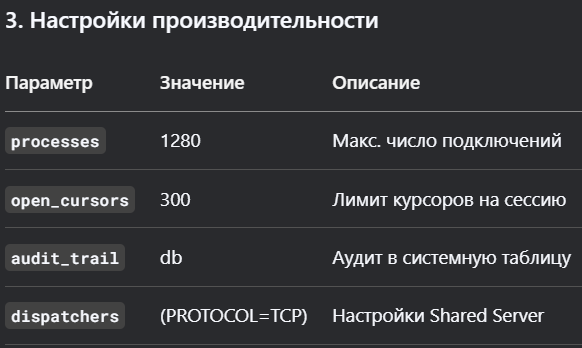 3. Настройки производительности
Параметр Значение Описание
processes 1280 Макс. число подключений
open_cursors 300 Лимит курсоров на сессию
audit_trail db Аудит в системную таблицу
dispatchers (PROTOCOL=TCP) Настройки Shared Server